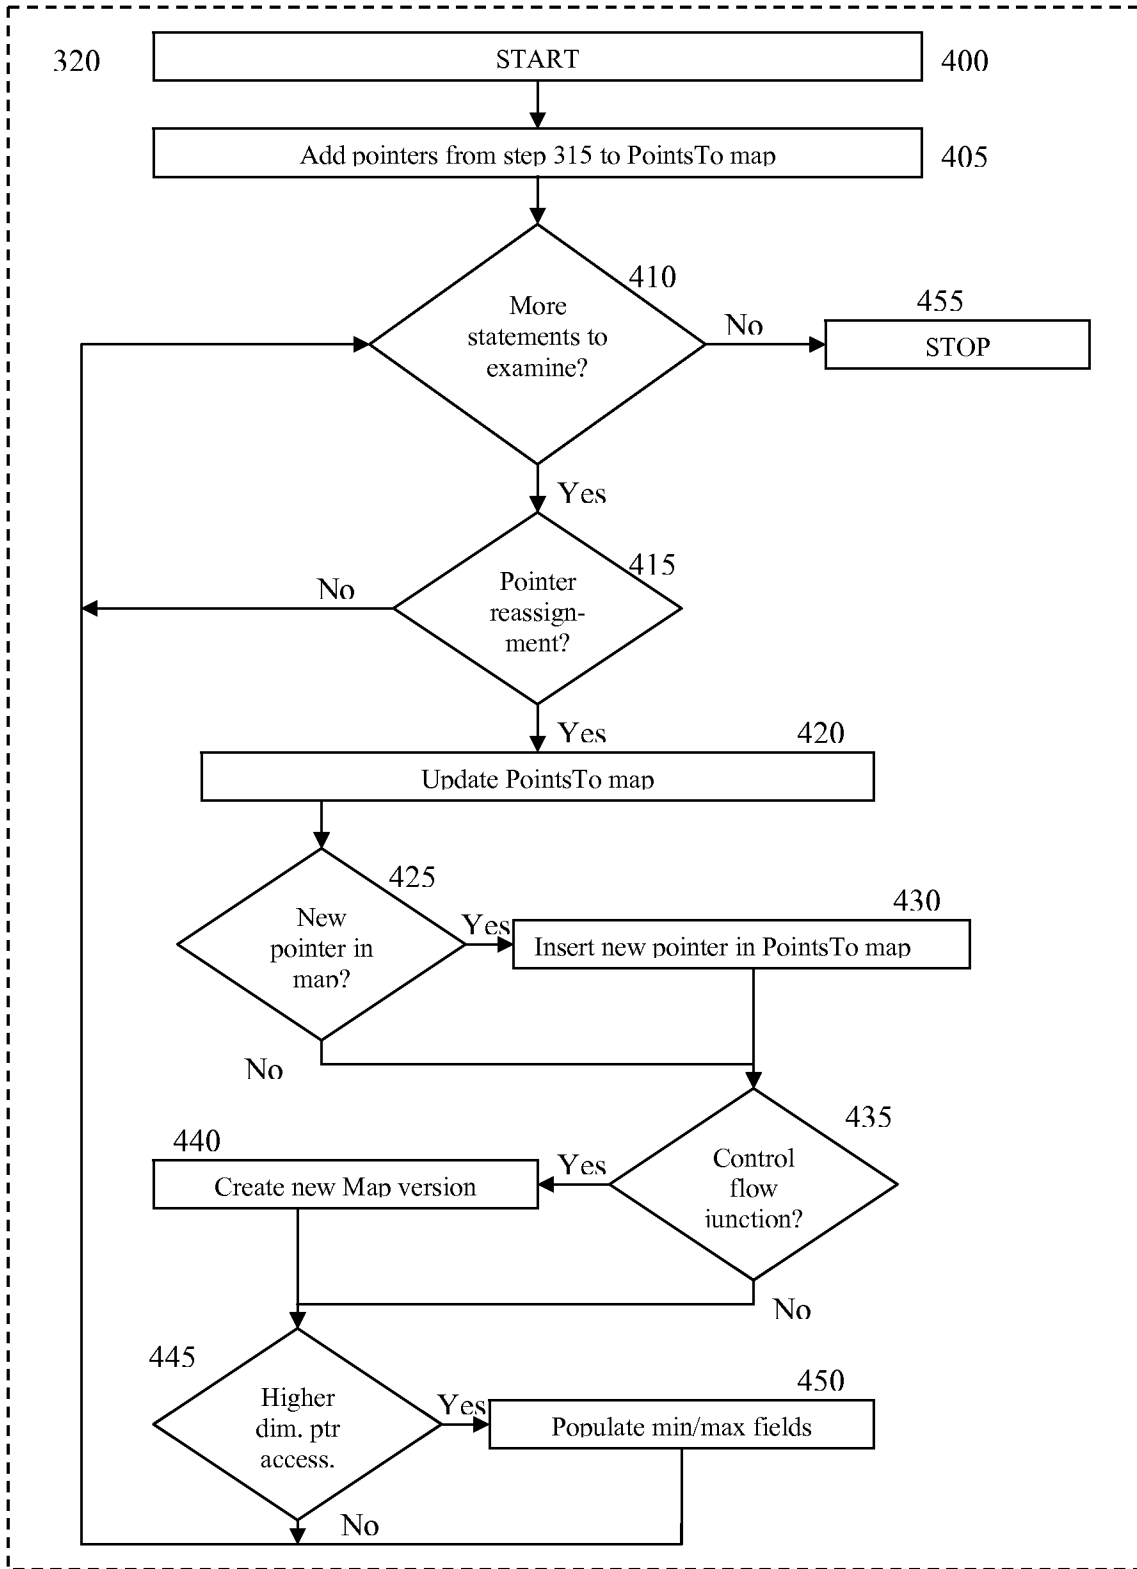 320
START
400
Add pointers from step 315 to PointsTo map
405
410
More
statements to
examine?
No
455
STOP
Yes
415
Pointer
reassign-
ment?
No
Yes
420
Update PointsTo map
425
New
pointer in
map?
Yes
430
Insert new pointer in PointsTo map
No
435
Control
flow
junction?
Yes
440
Create new Map version
No
445
Higher
dim. ptr
access.
Yes
450
Populate min/max fields
No